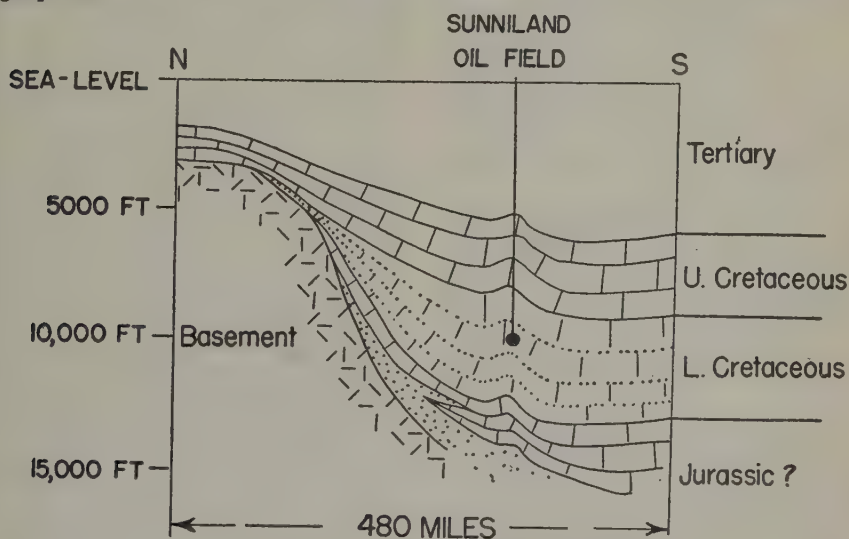 SUNNILAND
OIL FIELD
N
S
SEA-LEVEL
Tertiary
5000 FT
U. Cretaceous
10,000 FT
Basement
L. Cretaceous
15,000 FT
Jurassic ?
480 MILES